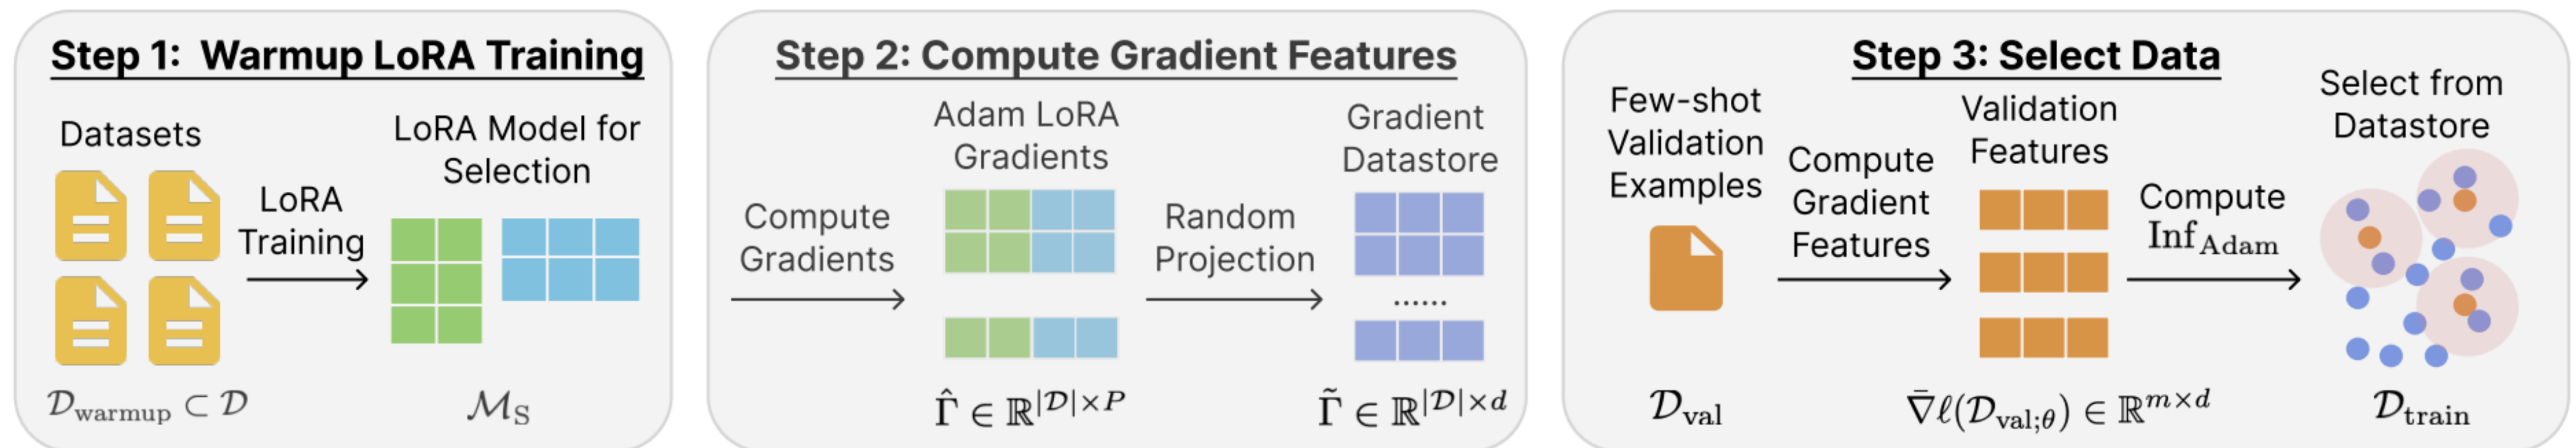 Step 1:  Warmup LoRA Training
Datasets
LoRA
Training
LoRA Model for
Selection
𝒟warmup ⊂ 𝒟
ℳS
Step 2: Compute Gradient Features
Compute
Gradients
Adam LoRA
Gradients
Random
Projection
Gradient
Datastore
......
Γ̂ ∈ ℝ^|𝒟|×P
Γ̃ ∈ ℝ^|𝒟|×d
Step 3: Select Data
Few-shot
Validation
Examples
Compute
Gradient
Features
Validation
Features
Compute
Inf Adam
Select from
Datastore
𝒟val
∇̄ℓ(𝒟val;θ) ∈ ℝ^m×d
𝒟train